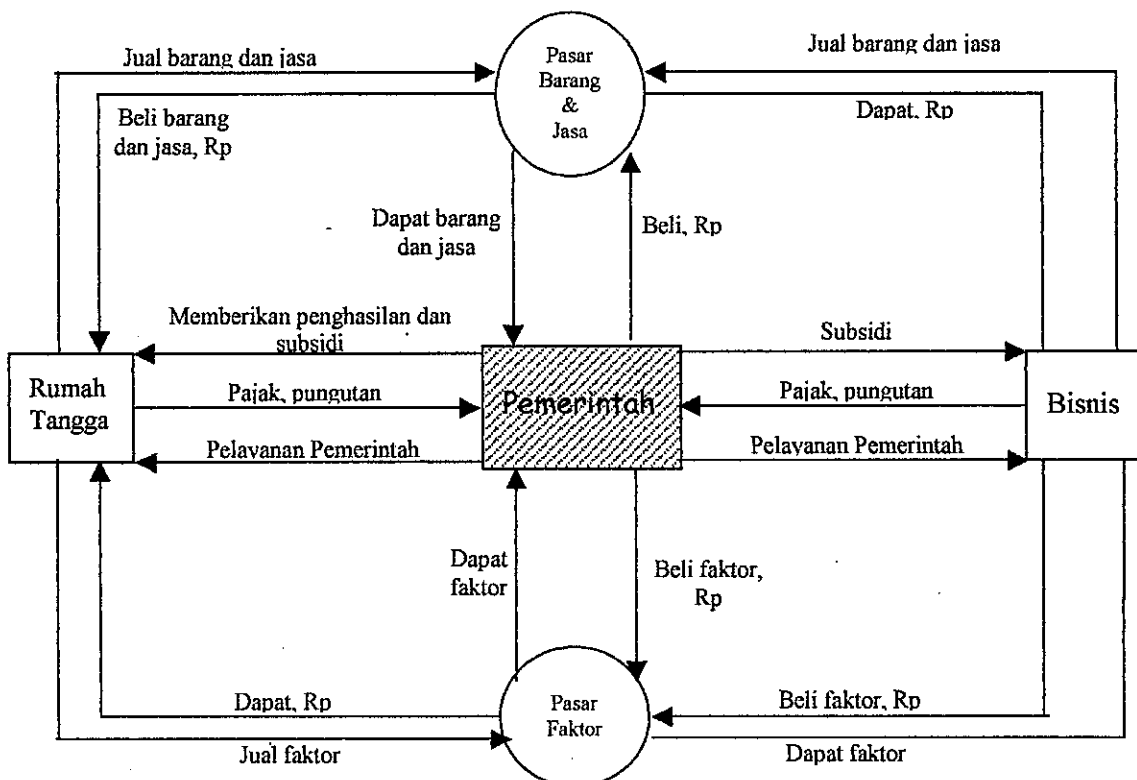 Jual barang dan jasa
Pasar
Barang
&
Jasa
Jual barang dan jasa
Beli barang
dan jasa, Rp
Dapat, Rp
Dapat barang
dan jasa
Beli, Rp
Memberikan penghasilan dan
subsidi
Subsidi
Rumah
Tangga
Pajak, pungutan
Pemerintah
Pajak, pungutan
Bisnis
Pelayanan Pemerintah
Pelayanan Pemerintah
Dapat
faktor
Beli faktor,
Rp
Dapat, Rp
Pasar
Faktor
Beli faktor, Rp
Jual faktor
Dapat faktor